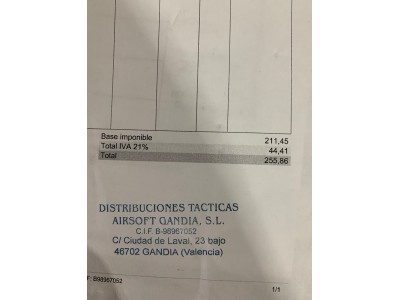 Base imponible 211,45
Total IVA 21% 44,41
Total 255,86
DISTRIBUCIONES TACTICAS
AIRSOFT GANDIA, S.L.
C.I.F. B-98967052
C/ Ciudad de Laval, 23 bajo
46702 GANDIA (Valencia)
F: B98967052
1/1